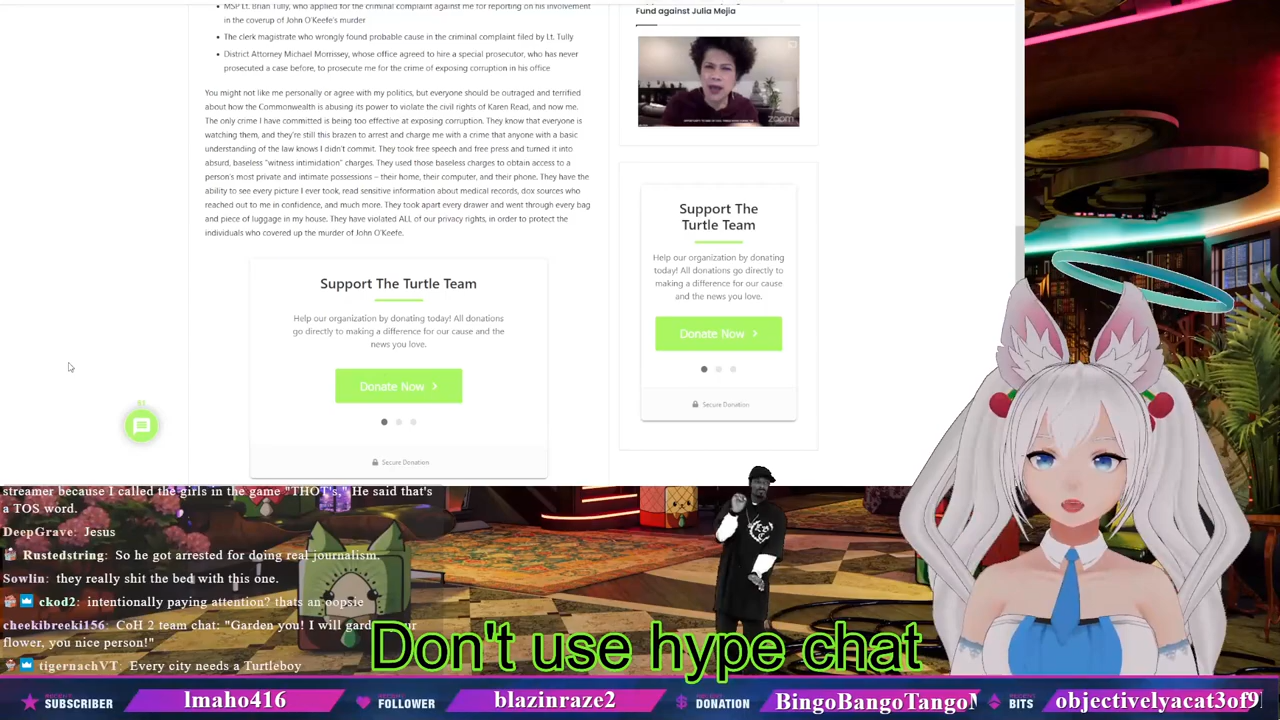 MSP Lt. Brian Tully, who applied for the criminal complaint against me for reporting on his involvement
in the coverup of John O'Keefe's murder
The clerk magistrate who wrongly found probable cause in the criminal complaint filed by Lt. Tully
District Attorney Michael Morrissey, whose office agreed to hire a special prosecutor, who has never
prosecuted a case before, to prosecute me for the crime of exposing corruption in his office
You might not like me personally or agree with my politics, but everyone should be outraged and terrified
about how the Commonwealth is abusing its power to violate the civil rights of Karen Read, and now me.
The only crime I have committed is being too effective at exposing corruption. They know that everyone is
watching them, and they're still this brazen to arrest and charge me with a crime that anyone with a basic
understanding of the law knows I didn't commit. They took free speech and free press and turned it into
absurd, baseless "witness intimidation" charges. They used those baseless charges to obtain access to a
person's most private and intimate possessions – their home, their computer, and their phone. They have the
ability to see every picture I ever took, read sensitive information about medical records, dox sources who
reached out to me in confidence, and much more. They took apart every drawer and went through every bag
and piece of luggage in my house. They have violated ALL of our privacy rights, in order to protect the
individuals who covered up the murder of John O'Keefe.
Support The Turtle Team
Help our organization by donating today! All donations
go directly to making a difference for our cause and the
news you love.
Donate Now
Secure Donation
Fund against Julia Mejia
zoom
Support The
Turtle Team
Help our organization by donating
today! All donations go directly to
making a difference for our cause
and the news you love.
Donate Now
Secure Donation
streamer because I called the girls in the game "THOT's." He said that's
a TOS word.
DeepGrave: Jesus
Rustedstring: So he got arrested for doing real journalism.
Sowlin: they really shit the bed with this one.
ckod2: intentionally paying attention? thats an oopsie
cheekibreeki156: CoH 2 team chat: "Garden you! I will gard ur
flower, you nice person!"
tigernachVT: Every city needs a Turtleboy
Don't use hype chat
SUBSCRIBER
lmaho416
FOLLOWER
blazinraze2
DONATION
BingoBangoTango
BITS
objectivelyacat3of9